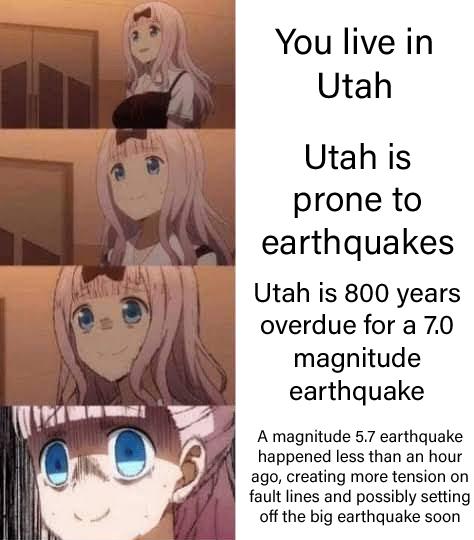 You live in
Utah
Utah is
prone to
earthquakes
Utah is 800 years
overdue for a 7.0
magnitude
earthquake
A magnitude 5.7 earthquake
happened less than an hour
ago, creating more tension on
fault lines and possibly setting
off the big earthquake soon